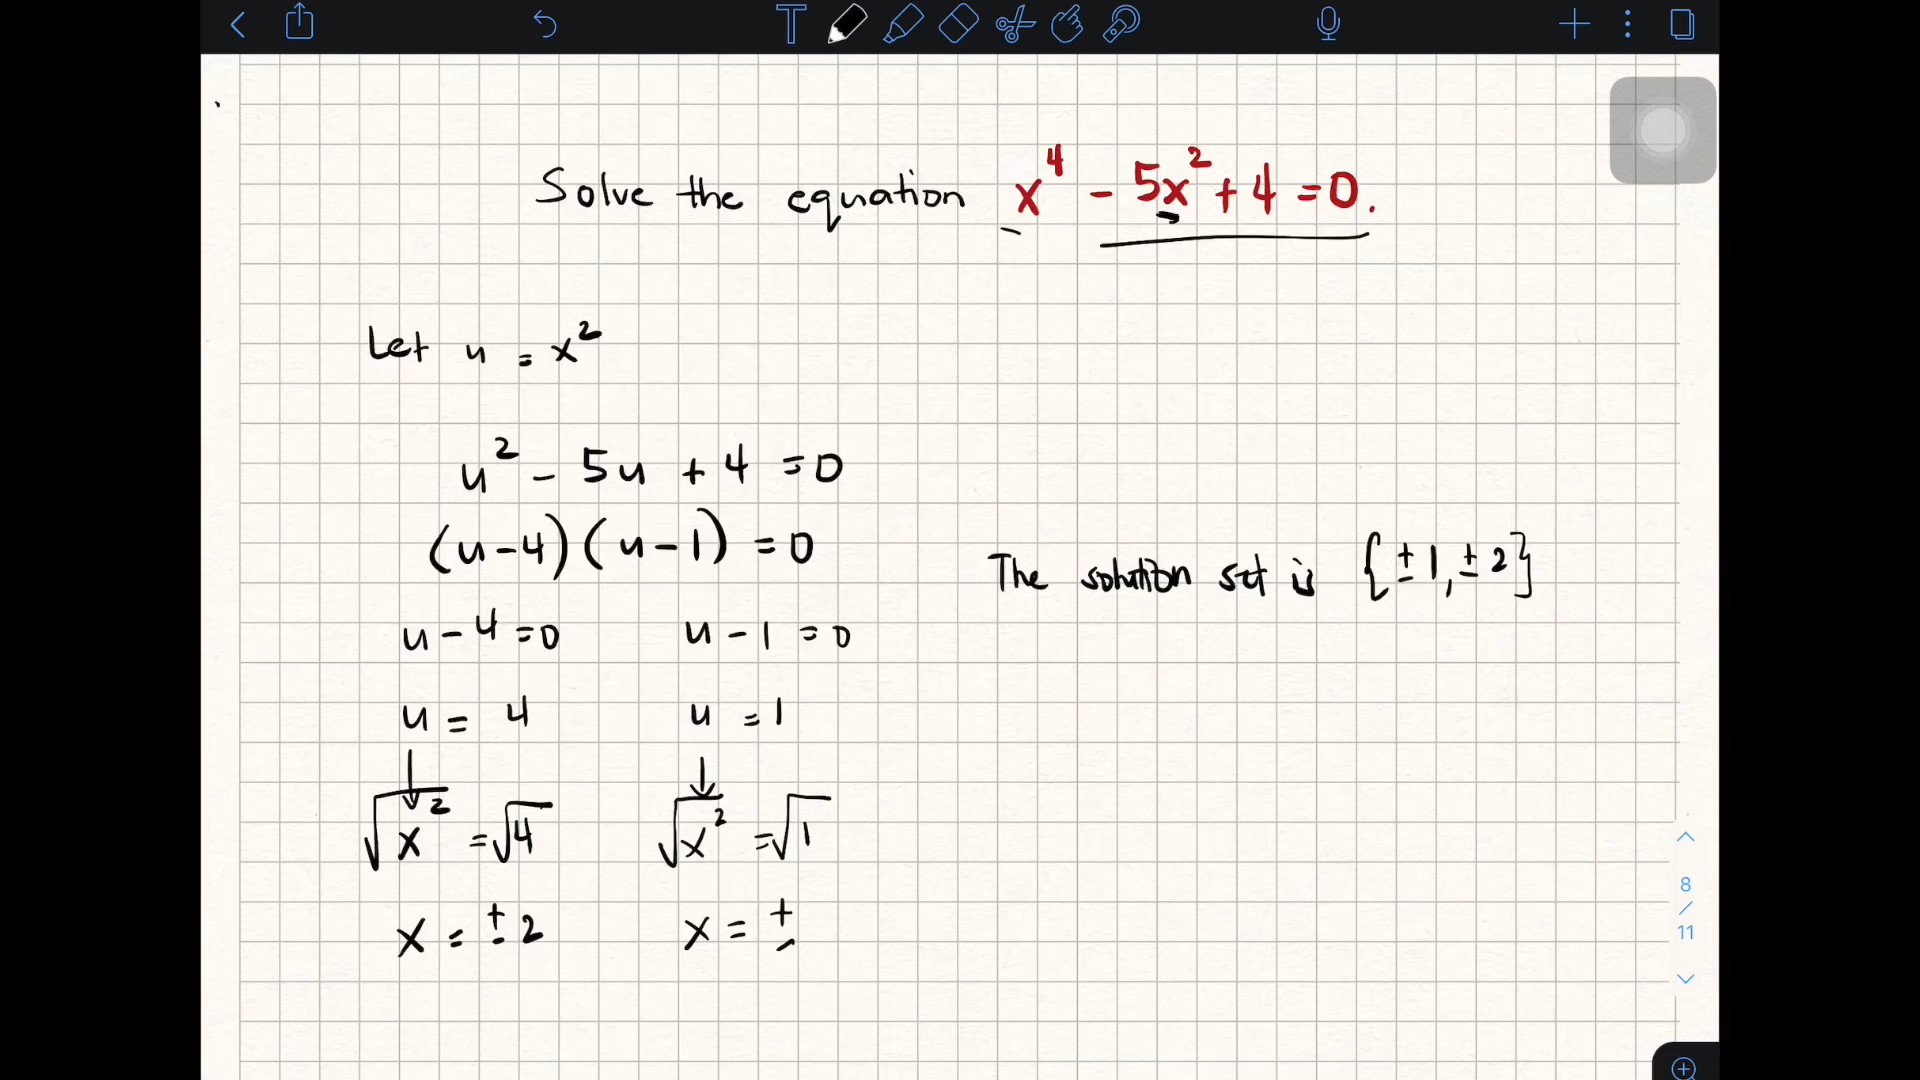 Solve the equation x⁴ - 5x² + 4 = 0.
Let u = x²
u² - 5u + 4 = 0
(u-4)(u-1) = 0
u - 4 = 0    u - 1 = 0
u = 4    u = 1
√x² = √4    √x² = √1
x = ± 2    x = ±
The solution set is {± 1, ± 2}
8
/
11